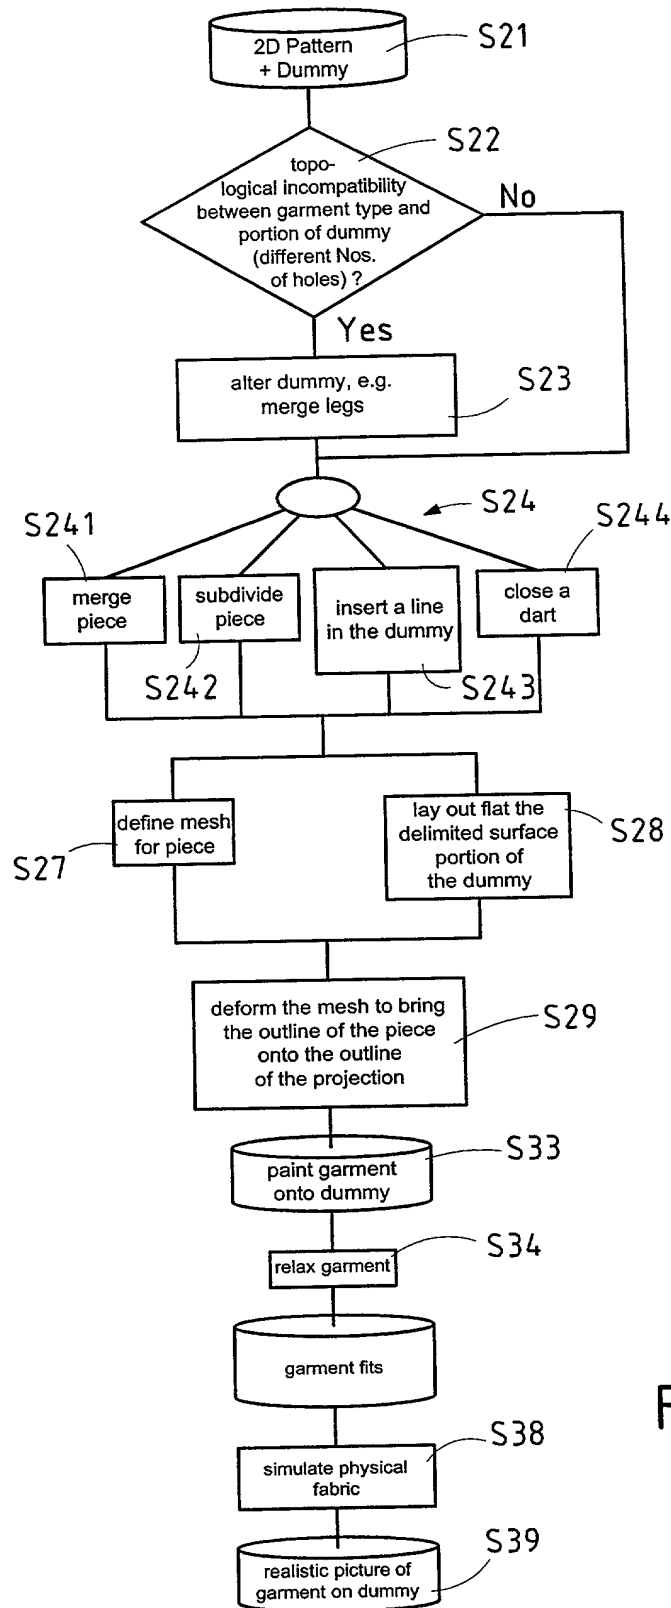 2D Pattern
+ Dummy
S21
S22
topo-
logical incompatibility
between garment type and
portion of dummy
(different Nos.
of holes) ?
No
Yes
alter dummy, e.g.
merge legs
S23
S24
S241
S244
merge
piece
subdivide
piece
insert a line
in the dummy
close a
dart
S242
S243
define mesh
for piece
S27
lay out flat the
delimited surface
portion of
the dummy
S28
deform the mesh to bring
the outline of the piece
onto the outline
of the projection
S29
paint garment
onto dummy
S33
relax garment
S34
garment fits
F
simulate physical
fabric
S38
realistic picture of
garment on dummy
S39